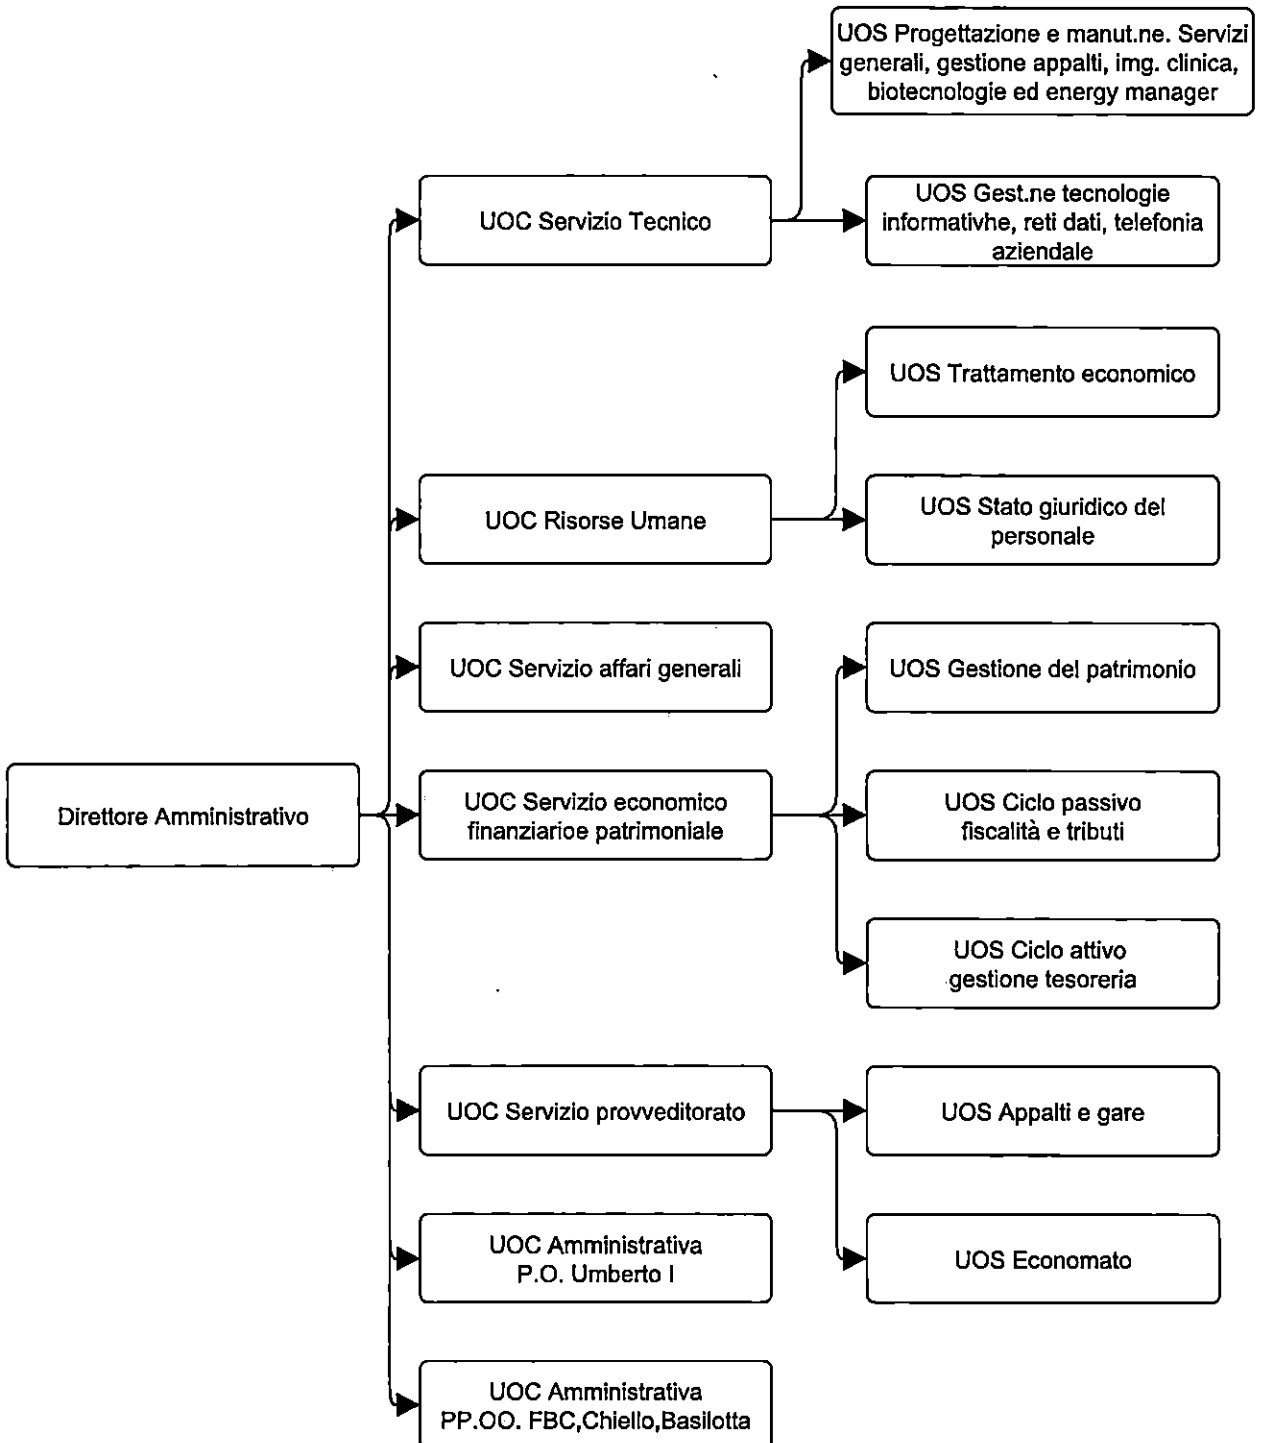 UOS Progettazione e manut.ne. Servizi
generali, gestione appalti, img. clinica,
biotecnologie ed energy manager
UOC Servizio Tecnico
UOS Gest.ne tecnologie
informativhe, reti dati, telefonia
aziendale
UOS Trattamento economico
UOC Risorse Umane
UOS Stato giuridico del
personale
UOC Servizio affari generali
UOS Gestione del patrimonio
Direttore Amministrativo
UOC Servizio economico
finanziarioe patrimoniale
UOS Ciclo passivo
fiscalità e tributi
UOS Ciclo attivo
gestione tesoreria
UOC Servizio provveditorato
UOS Appalti e gare
UOC Amministrativa
P.O. Umberto I
UOS Economato
UOC Amministrativa
PP.OO. FBC,Chiello,Basilotta